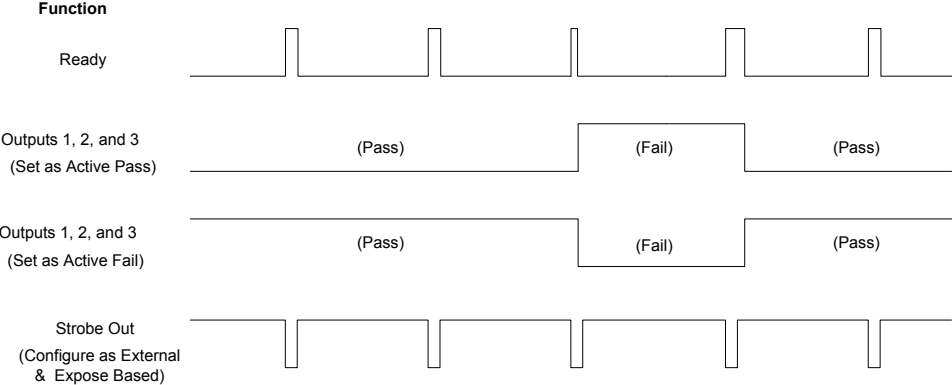 Function
Ready
Outputs 1, 2, and 3
(Set as Active Pass)
(Pass)
(Fail)
(Pass)
Outputs 1, 2, and 3
(Set as Active Fail)
(Pass)
(Fail)
(Pass)
Strobe Out
(Configure as External
& Expose Based)